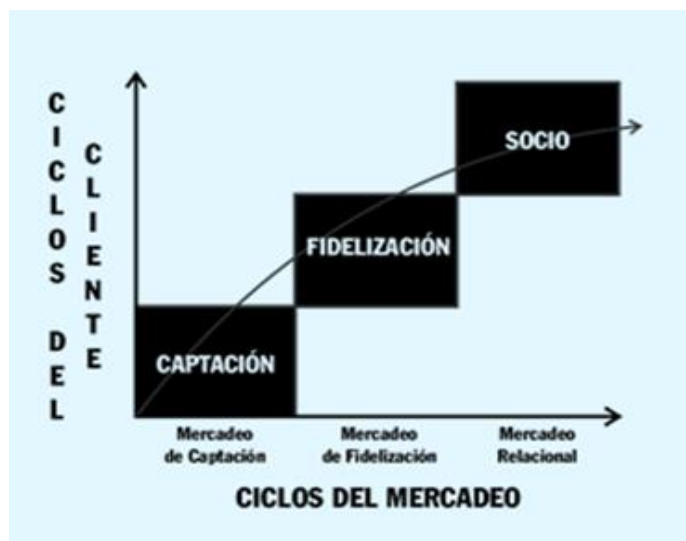 CICLOS DEL
CLIENTE
SOCIO
FIDELIZACIÓN
CAPTACIÓN
Mercadeo
de Captación
Mercadeo
de Fidelización
Mercadeo
Relacional
CICLOS DEL MERCADEO